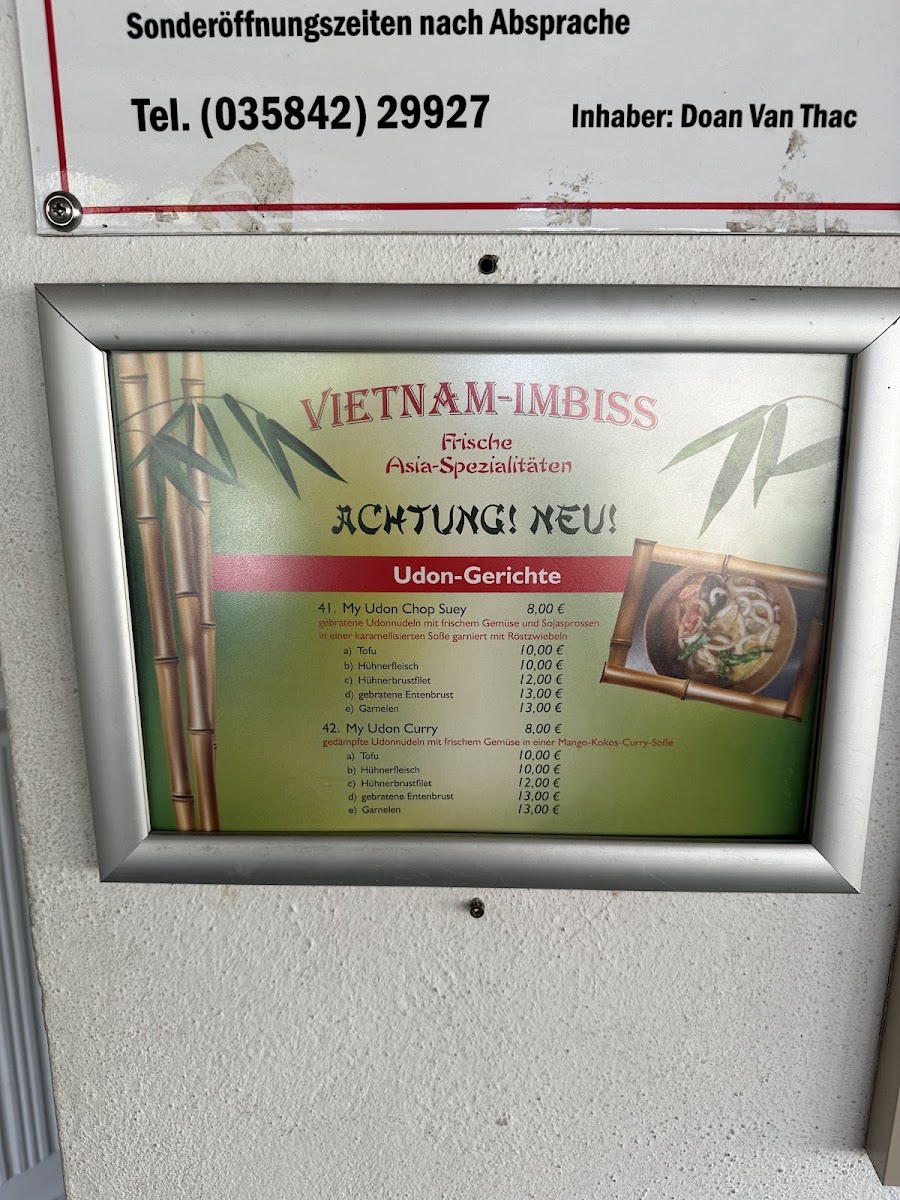 Sonderöffnungszeiten nach Absprache
Tel. (035842) 29927 Inhaber: Doan Van Thac
VIETNAM-IMBISS
Frische
Asia-Spezialitäten
ACHTUNG! NEU!
Udon-Gerichte
41. My Udon Chop Suey 8,00 €
gebratene Udonnudeln mit frischem Gemüse und Sojasprossen
in einer karamellisierten Soße garniert mit Röstzwiebeln
a) Tofu 10,00 €
b) Hühnerfleisch 10,00 €
c) Hühnerbrustfilet 12,00 €
d) gebratene Entenbrust 13,00 €
e) Garnelen 13,00 €
42. My Udon Curry 8,00 €
gedämpfte Udonnudeln mit frischem Gemüse in einer Mango-Kokos-Curry-Soße
a) Tofu 10,00 €
b) Hühnerfleisch 10,00 €
c) Hühnerbrustfilet 12,00 €
d) gebratene Entenbrust 13,00 €
e) Garnelen 13,00 €